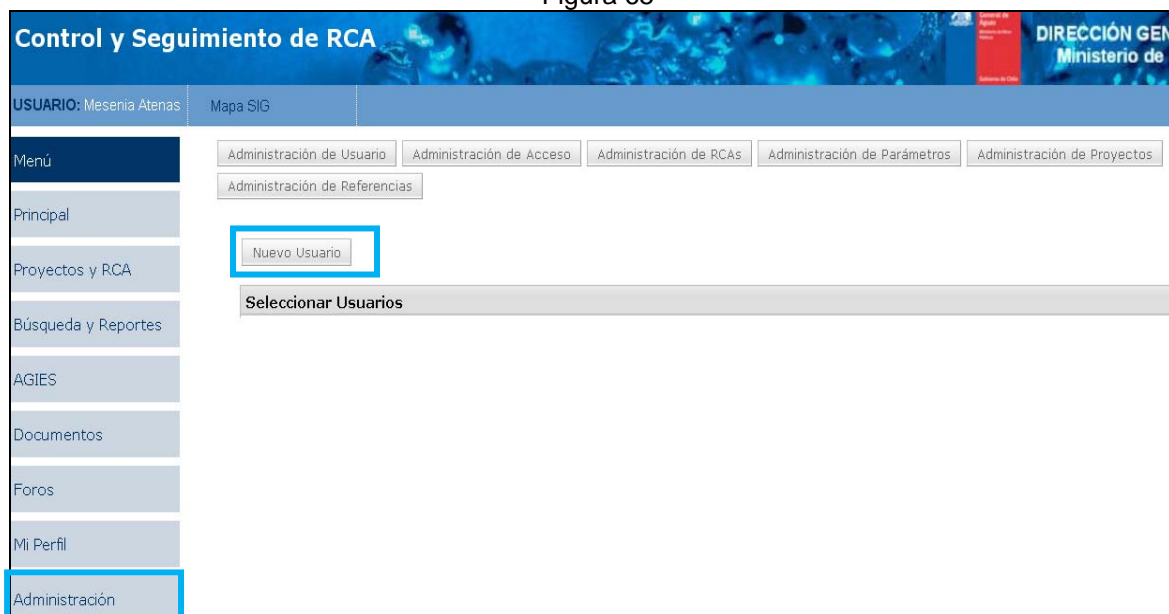 Control y Seguimiento de RCA
DIRECCIÓN GEN
Ministerio de
USUARIO: Mesenia Atenas
Mapa SIG
Menú
Administración de Usuario
Administración de Acceso
Administración de RCAs
Administración de Parámetros
Administración de Proyectos
Administración de Referencias
Principal
Nuevo Usuario
Proyectos y RCA
Seleccionar Usuarios
Búsqueda y Reportes
AGIES
Documentos
Foros
Mi Perfil
Administración